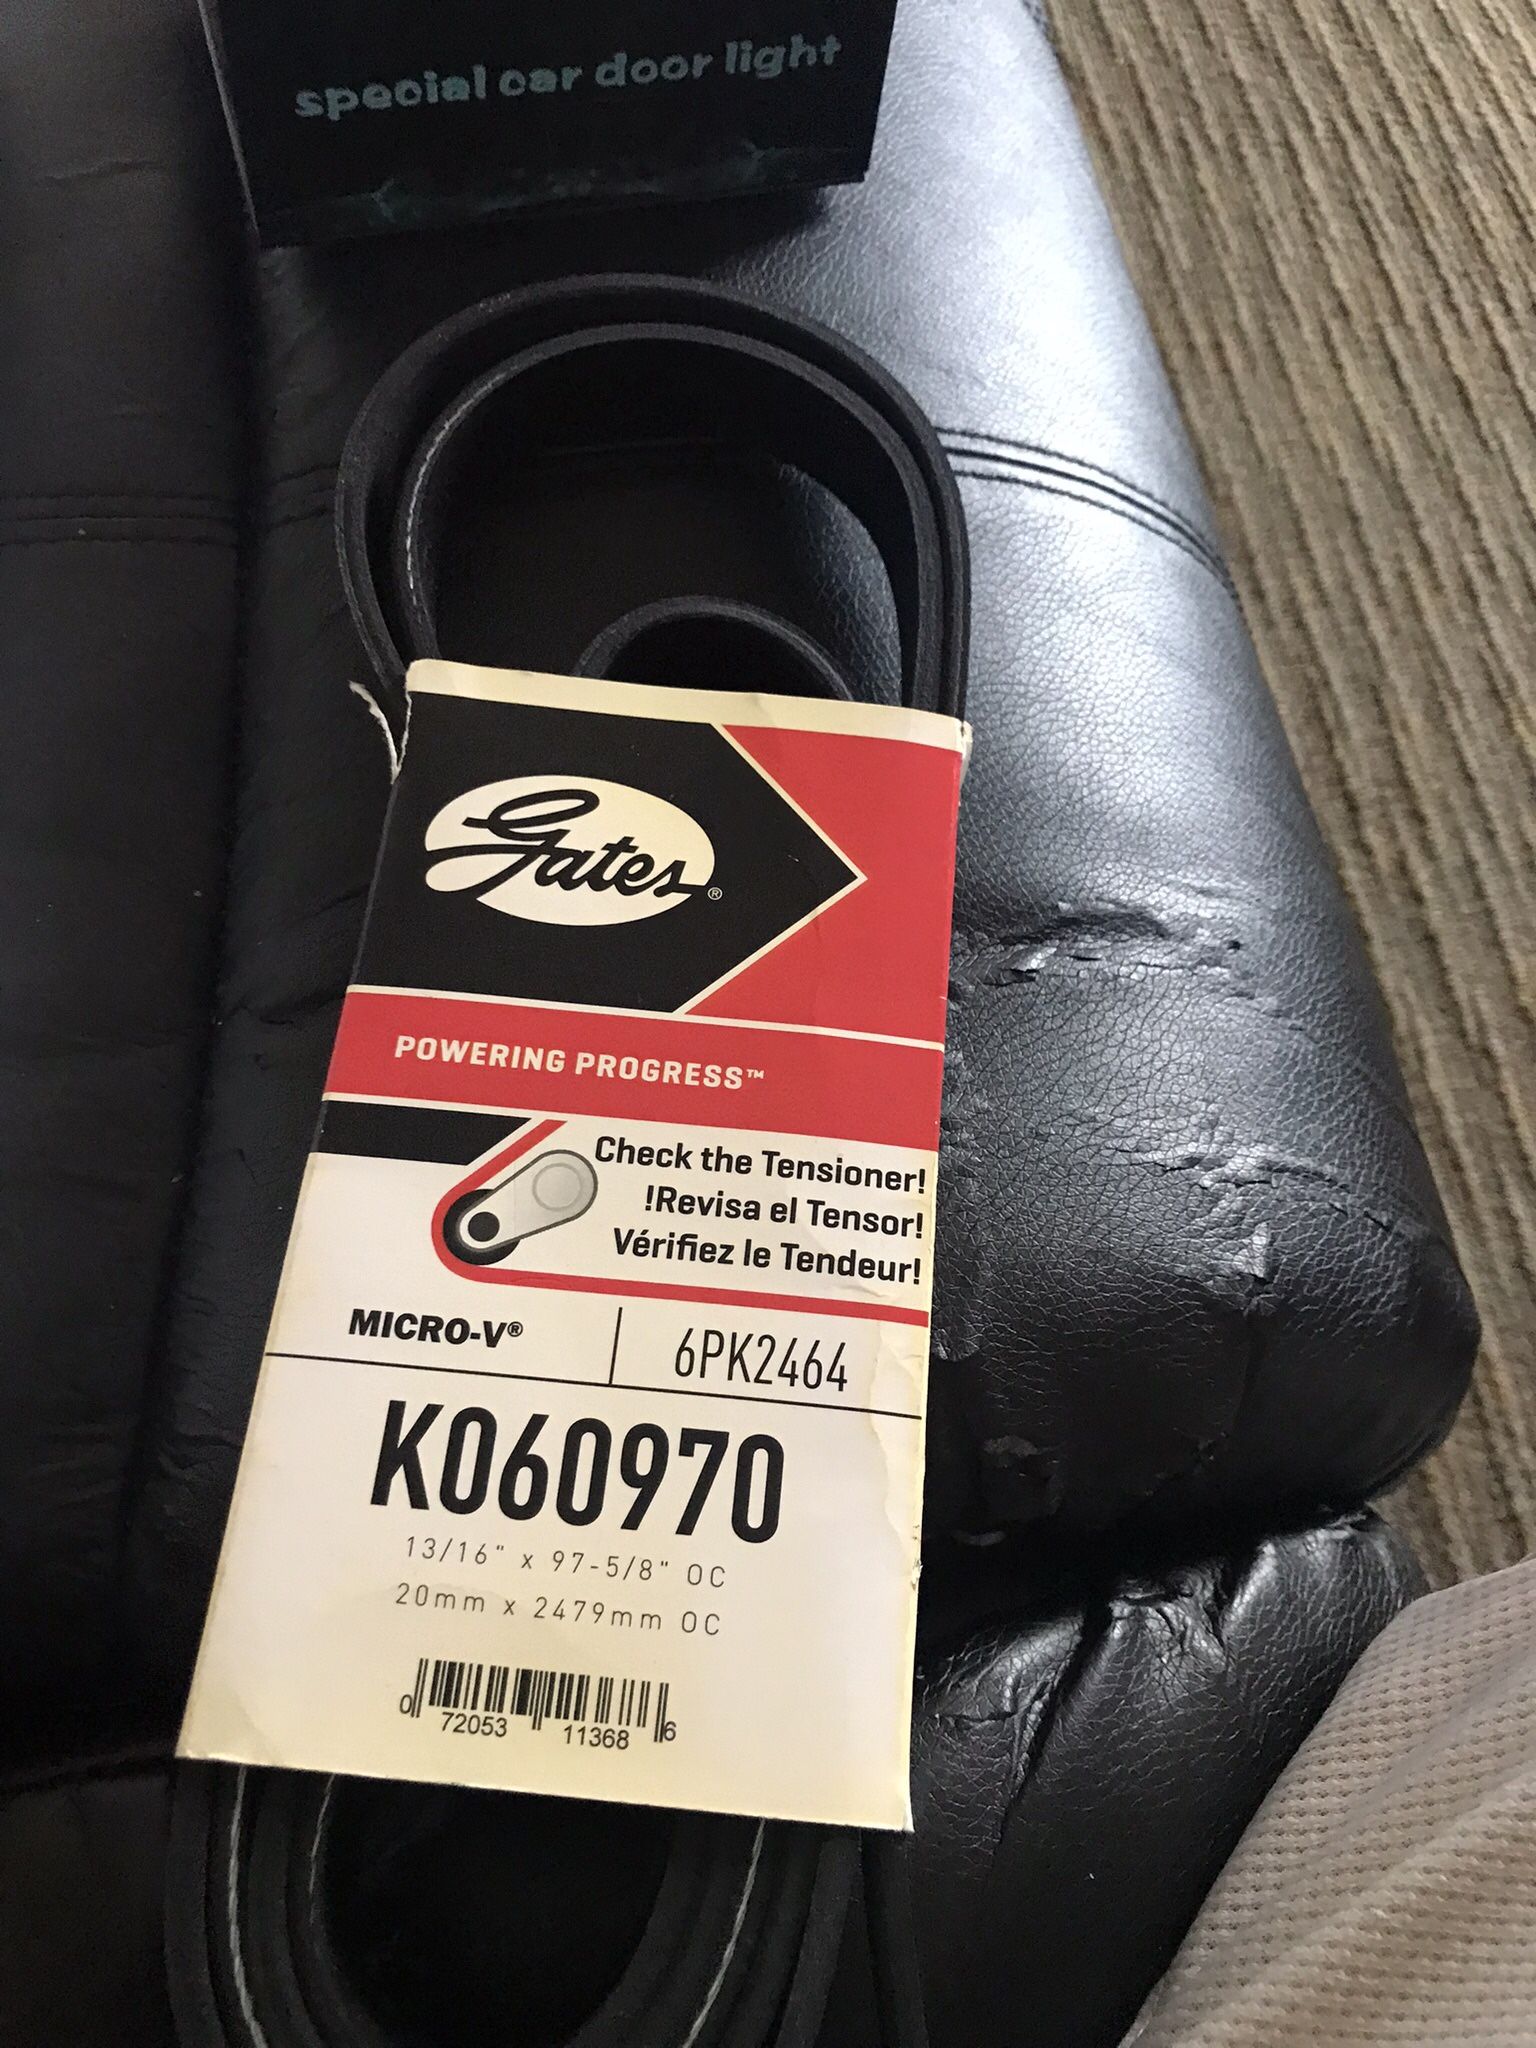 special car door light
Gates®
POWERING PROGRESS™
Check the Tensioner!
!Revisa el Tensor!
Vérifiez le Tendeur!
MICRO-V® 6PK2464
K060970
13/16" x 97-5/8" OC
20mm x 2479mm OC
0 72053 11368 6